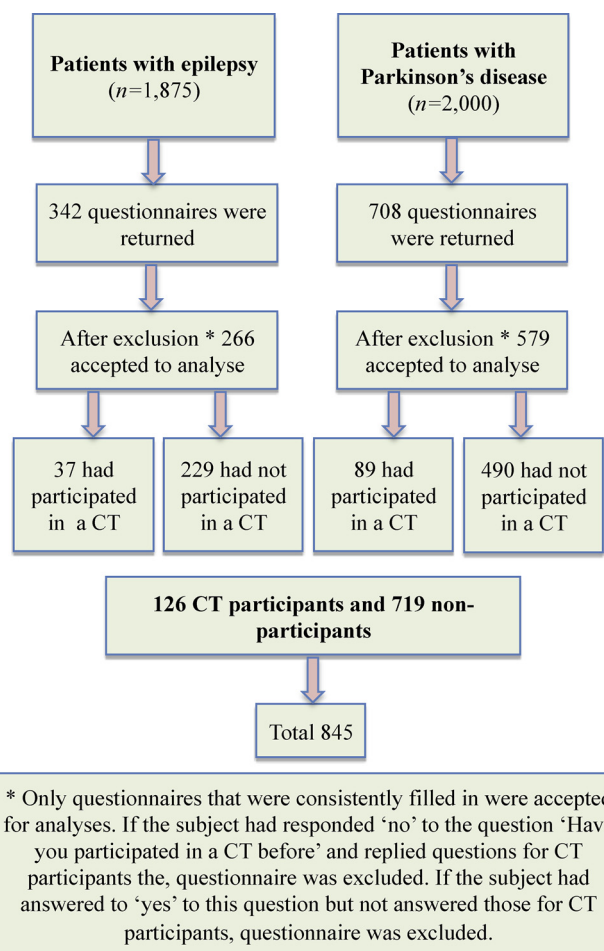 Patients with epilepsy
(n=1,875)
Patients with
Parkinson’s disease
(n=2,000)
342 questionnaires were
returned
708 questionnaires
were returned
After exclusion * 266
accepted to analyse
After exclusion * 579
accepted to analyse
37 had
participated
in a CT
229 had not
participated
in a CT
89 had
participated
in a CT
490 had not
participated
in a CT
126 CT participants and 719 non-
participants
Total 845
* Only questionnaires that were consistently filled in were accepted
for analyses. If the subject had responded ‘no’ to the question ‘Have
you participated in a CT before’ and replied questions for CT
participants the, questionnaire was excluded. If the subject had
answered to ‘yes’ to this question but not answered those for CT
participants, questionnaire was excluded.